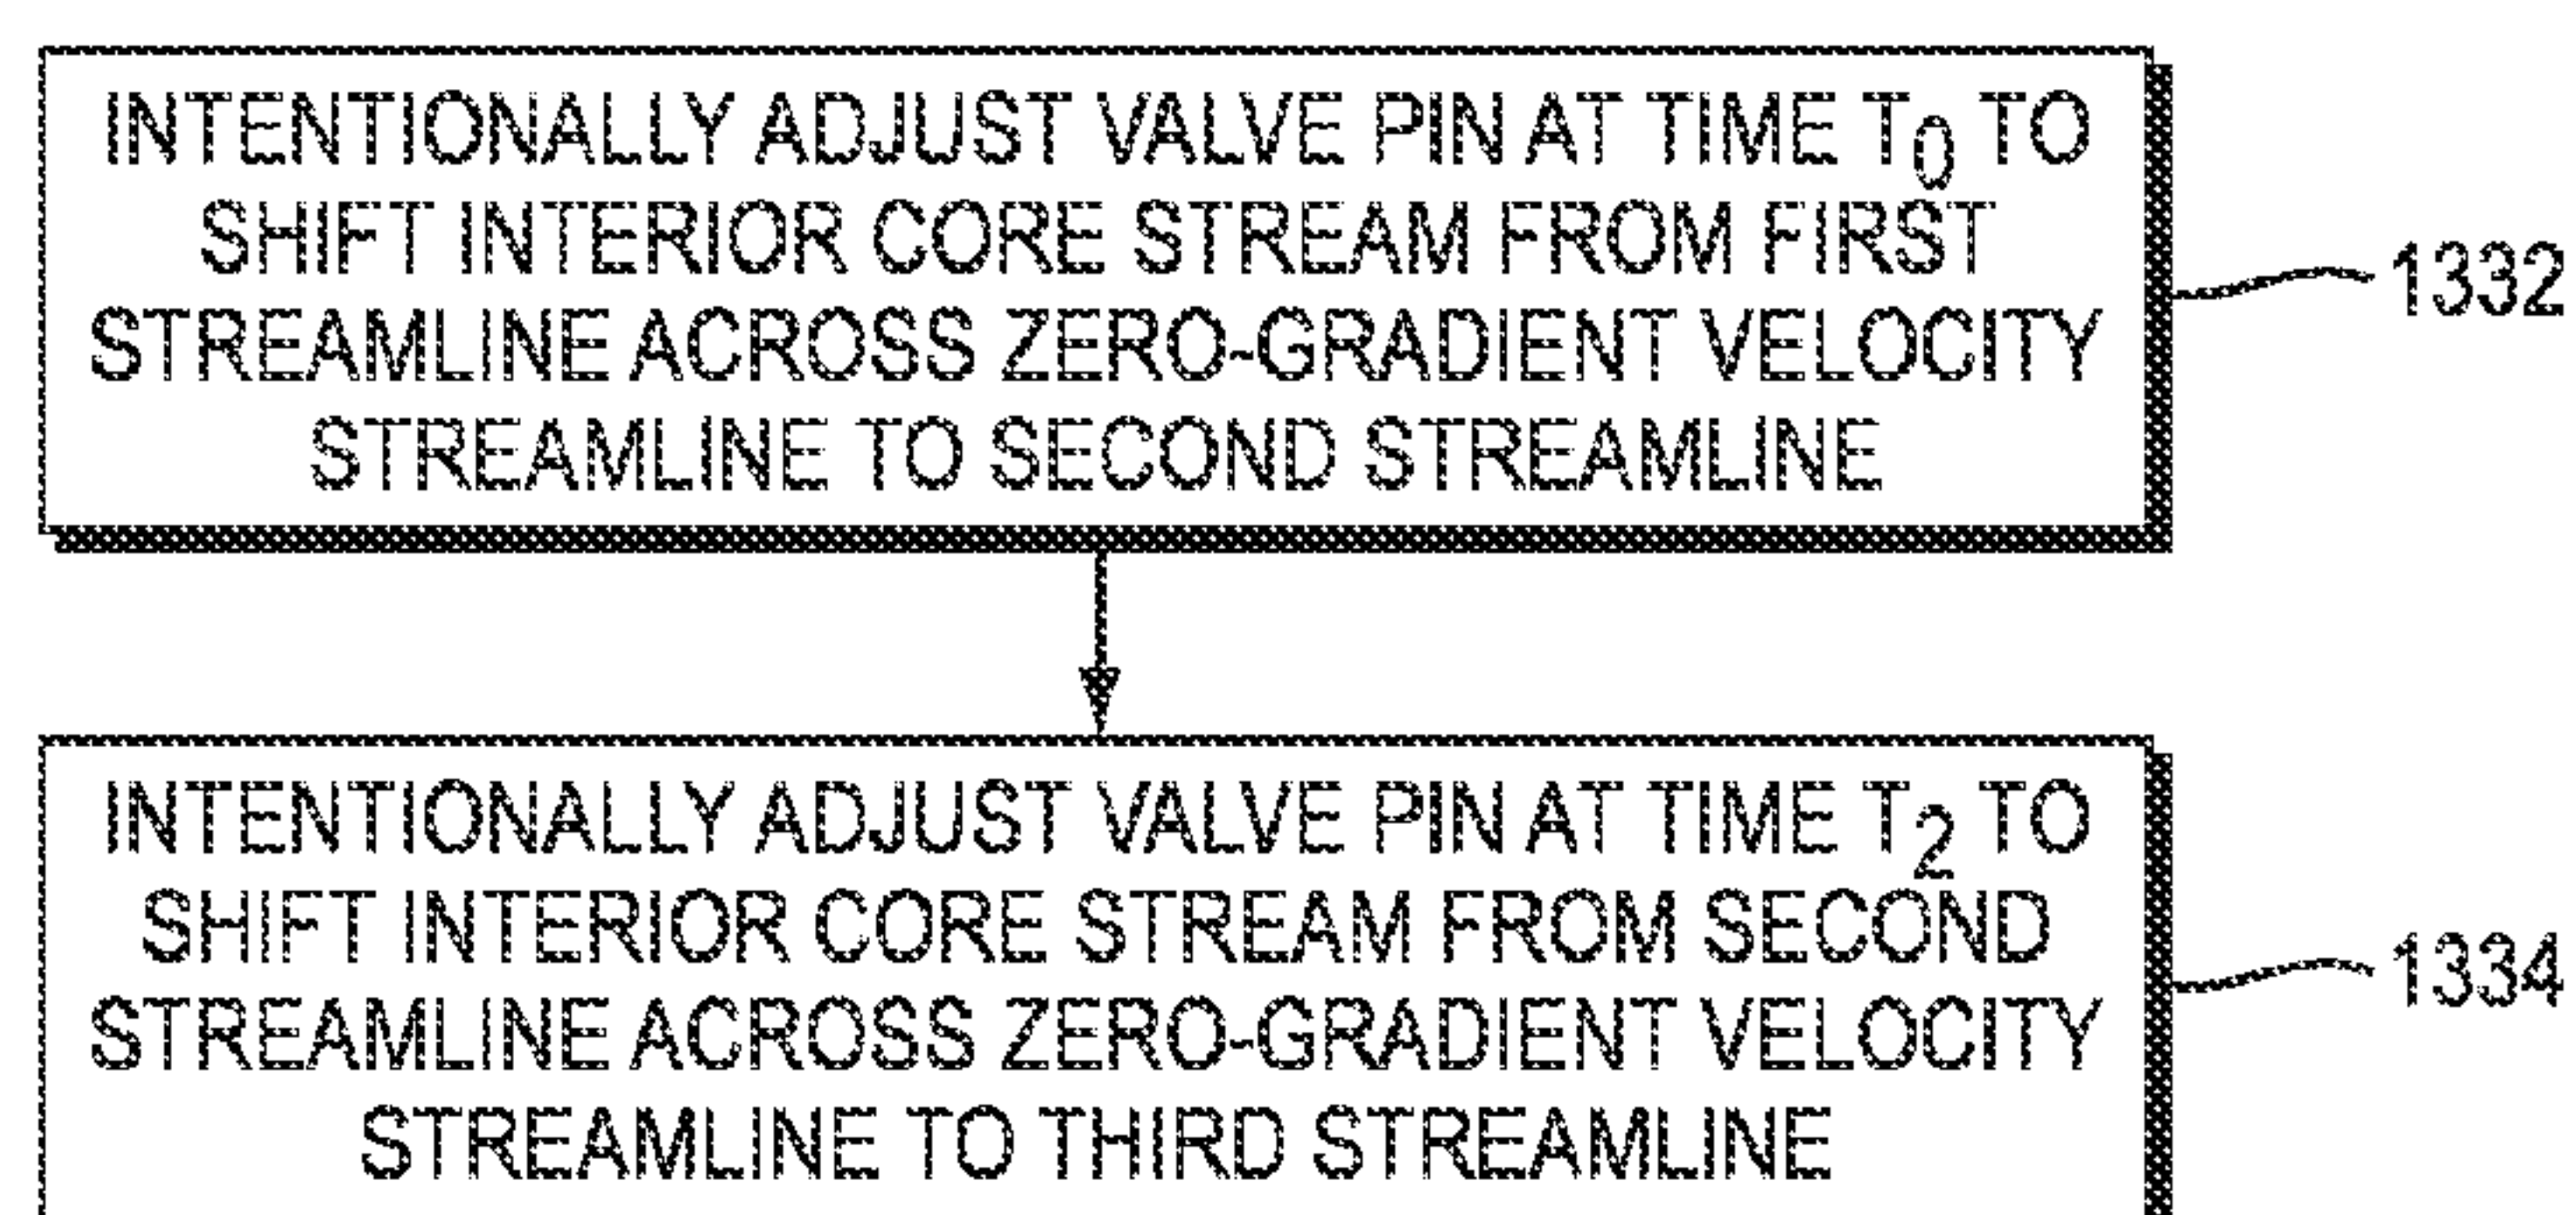 INTENTIONALLY ADJUST VALVE PIN AT TIME T0 TO
SHIFT INTERIOR CORE STREAM FROM FIRST
STREAMLINE ACROSS ZERO-GRADIENT VELOCITY
STREAMLINE TO SECOND STREAMLINE
1332
INTENTIONALLY ADJUST VALVE PIN AT TIME T2 TO
SHIFT INTERIOR CORE STREAM FROM SECOND
STREAMLINE ACROSS ZERO-GRADIENT VELOCITY
STREAMLINE TO THIRD STREAMLINE
1334